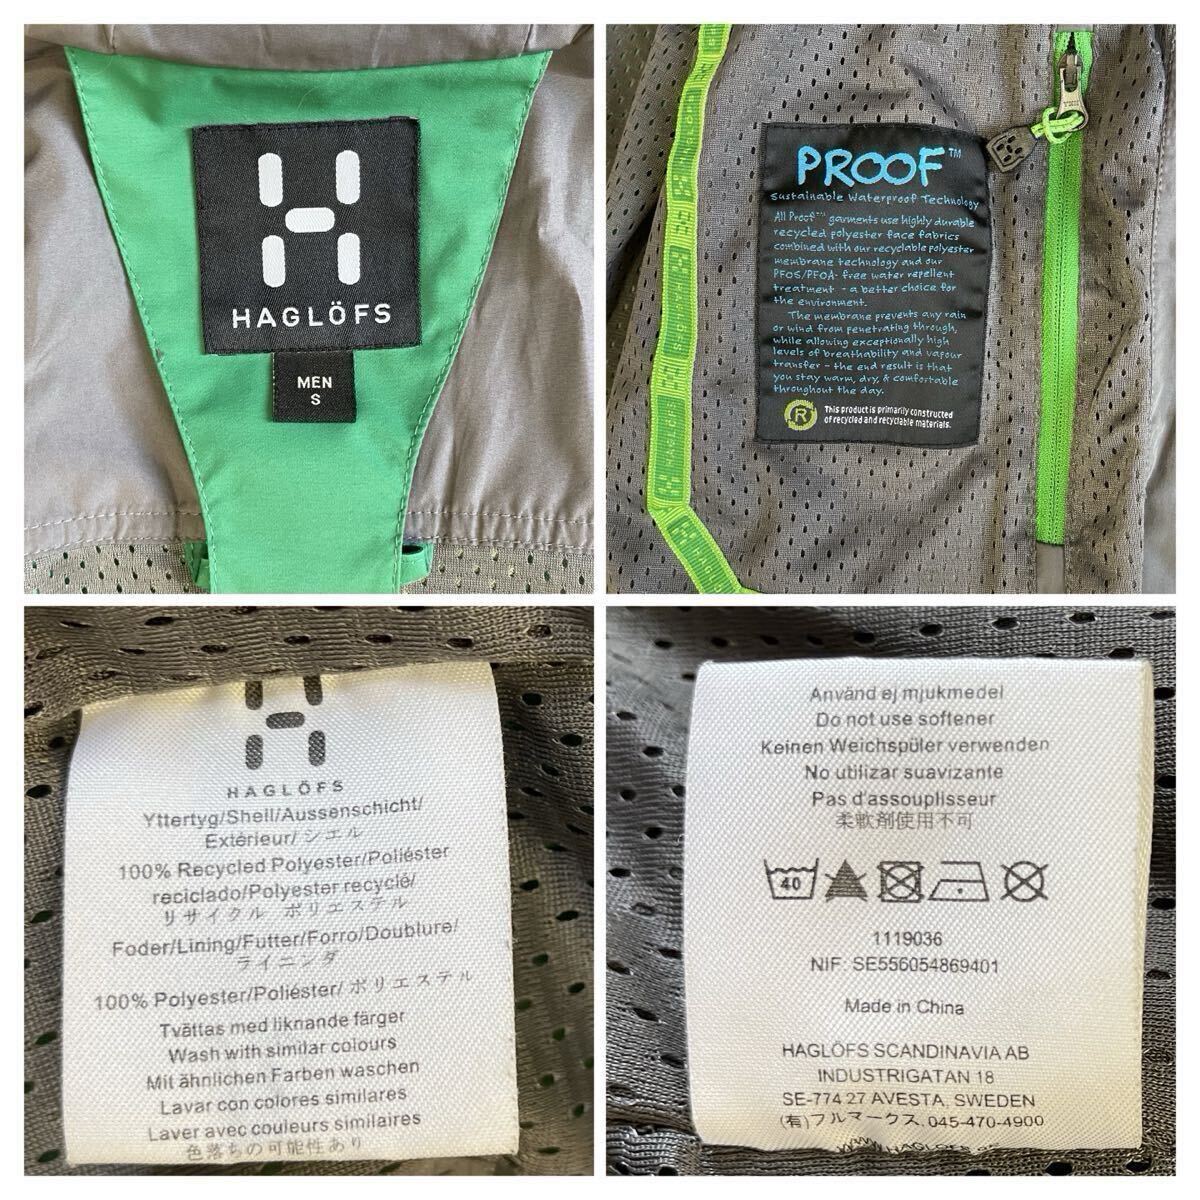 HAGLÖFS
MEN
S
PROOF™
Sustainable Waterproof Technology
All Proof™ garments use highly durable
recycled polyester face fabrics
combined with our recyclable polyester
membrane technology and our
PFOS/PFOA- free water repellent
treatment - a better choice for
the environment.
The membrane prevents any rain
or wind from penetrating through,
while allowing exceptionally high
levels of breathability and vapour
transfer - the end result is that
you stay warm, dry, & comfortable
throughout the day.
R
This product is primarily constructed
of recycled and recyclable materials.
HAGLÖFS
Yttertyg/Shell/Aussenschicht/
Extérieur/ シエル
100% Recycled Polyester/Poliéster
reciclado/Polyester recyclé/
リサイクル ポリエステル
Foder/Lining/Futter/Forro/Doublure/
ライニンダ
100% Polyester/Poliéster/ ポリエステル
Tvättas med liknande färger
Wash with similar colours
Mit ähnlichen Farben waschen
Lavar con colores similares
Laver avec couleurs similaires
色落ちの可能性あり
Använd ej mjukmedel
Do not use softener
Keinen Weichspüler verwenden
No utilizar suavizante
Pas d'assouplisseur
柔軟剤使用不可
40
1119036
NIF: SE556054869401
Made in China
HAGLÖFS SCANDINAVIA AB
INDUSTRIGATAN 18
SE-774 27 AVESTA, SWEDEN
(有)フルマークス 045-470-4900